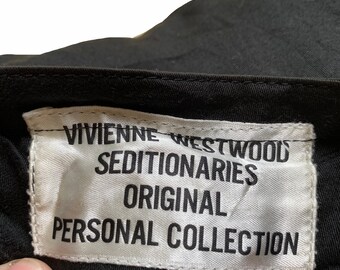 VIVIENNE WESTWOOD
SEDITIONARIES
ORIGINAL
PERSONAL COLLECTION